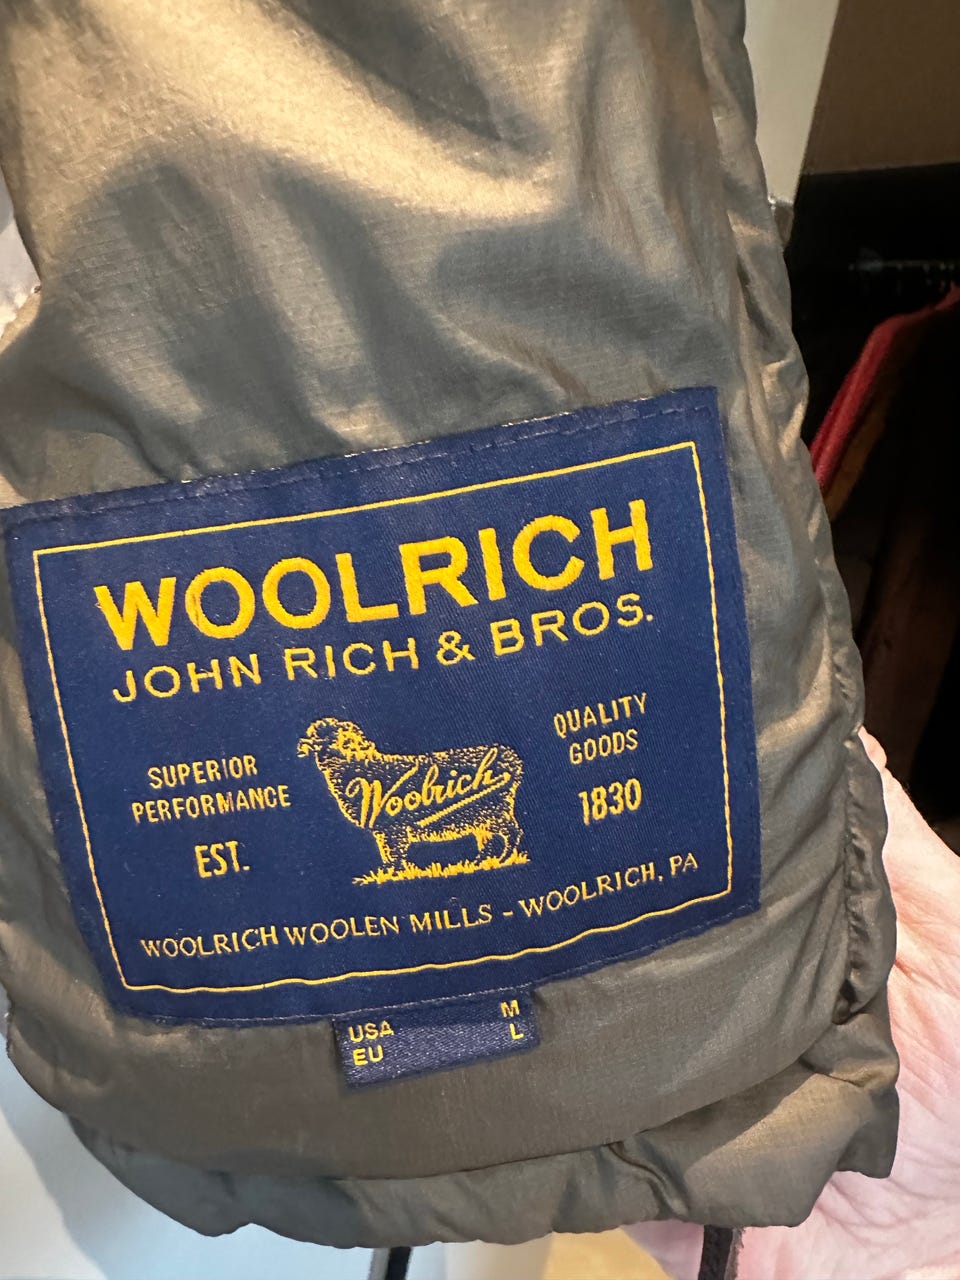 WOOLRICH
JOHN RICH & BROS.
SUPERIOR
PERFORMANCE
EST.
Woolrich
QUALITY
GOODS
1830
WOOLRICH WOOLEN MILLS - WOOLRICH, PA
USA M
EU L